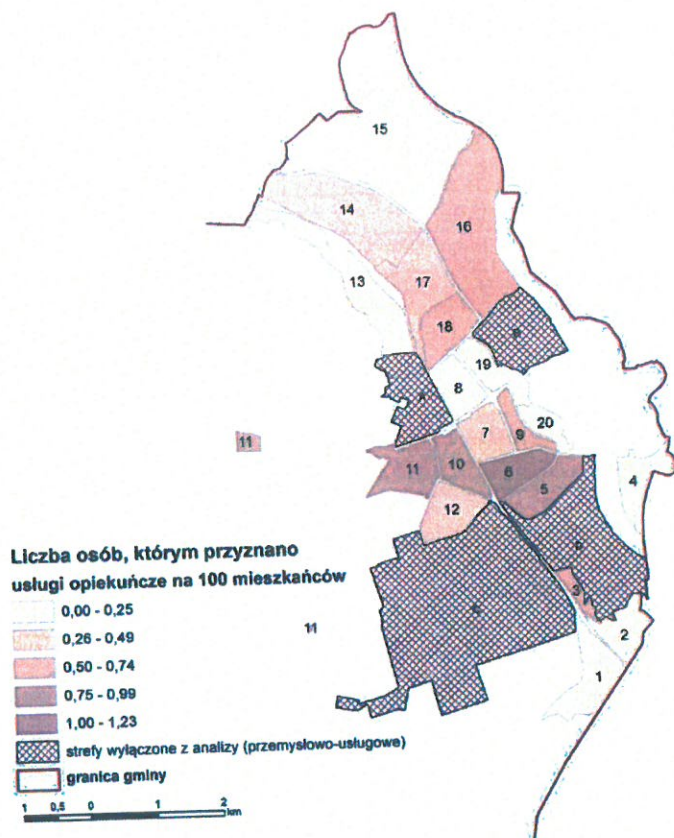 15
14
16
13
17
18
19
8
20
7
9
11
11
10
6
5
4
12
3
2
11
1
Liczba osób, którym przyznano
usługi opiekuńcze na 100 mieszkańców
0,00 - 0,25
0,26 - 0,49
0,50 - 0,74
0,75 - 0,99
1,00 - 1,23
strefy wyłączone z analizy (przemysłowo-usługowe)
granica gminy
1 0,5 0 1 2
km